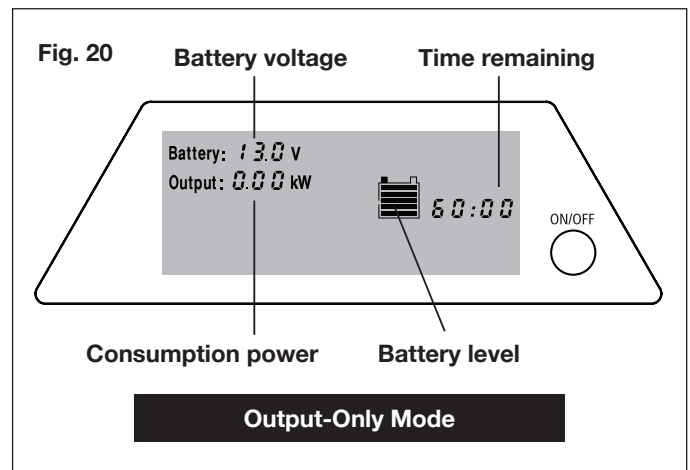 Fig. 20
Battery voltage Time remaining
Battery: 13.0 V
Output: 0.00 kW
60:00
ON/OFF
Consumption power Battery level
Output-Only Mode